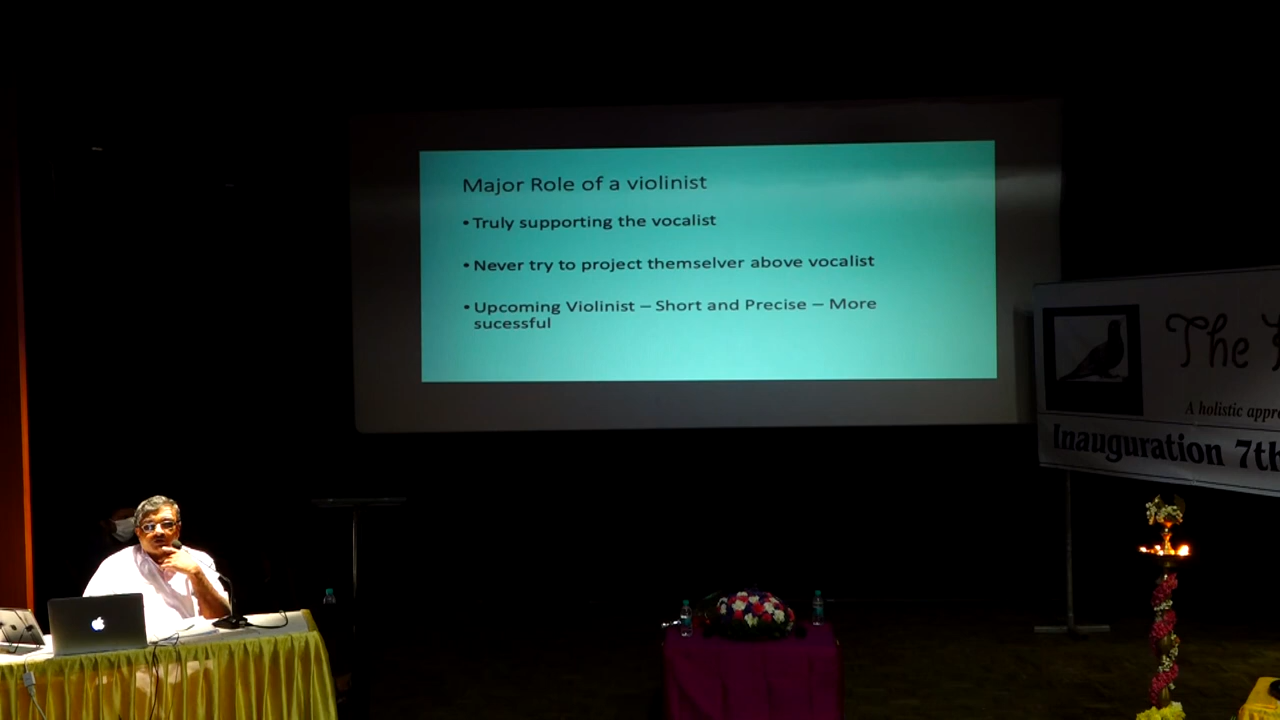 Major Role of a violinist
• Truly supporting the vocalist
• Never try to project themselver above vocalist
• Upcoming Violinist – Short and Precise – More
sucessful
The
A holistic
Inauguration 7th